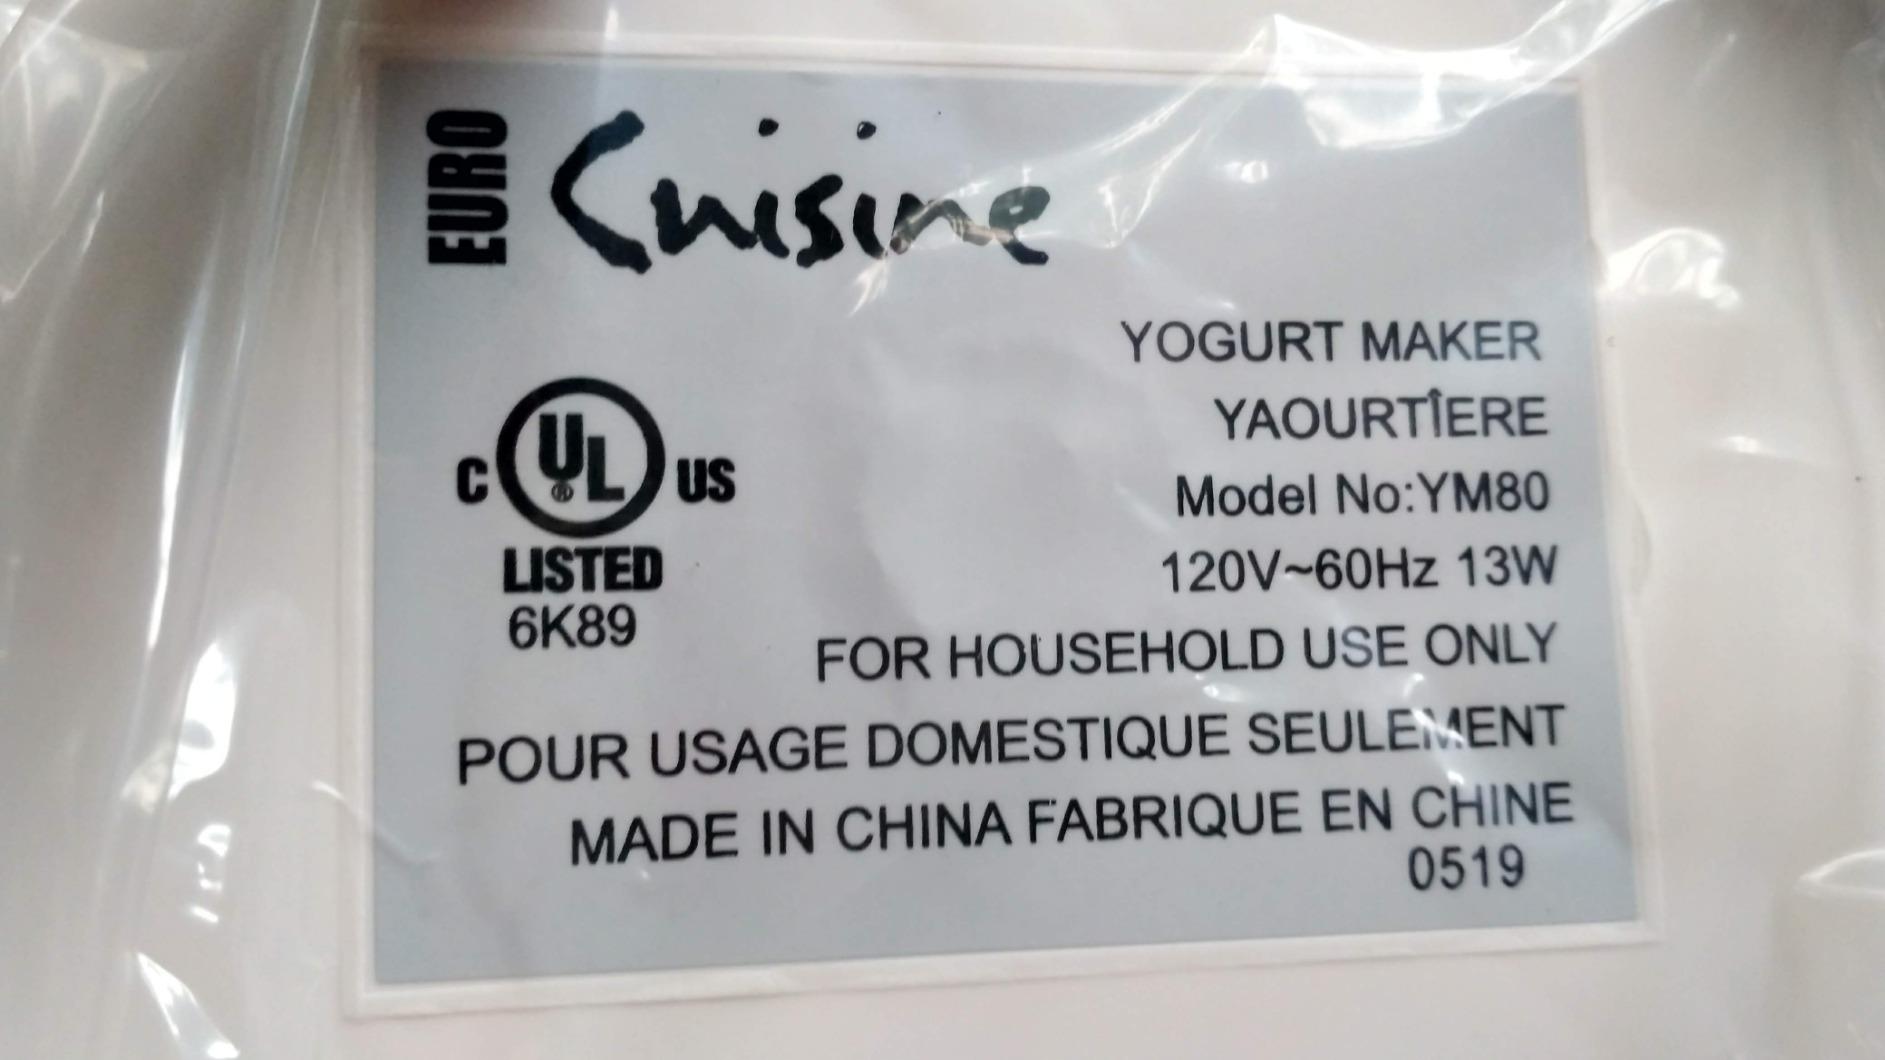 EURO Cuisine
YOGURT MAKER
YAOURTÎERE
Model No:YM80
120V~60Hz 13W
C UL® US
LISTED
6K89
FOR HOUSEHOLD USE ONLY
POUR USAGE DOMESTIQUE SEULEMENT
MADE IN CHINA FABRIQUE EN CHINE
0519